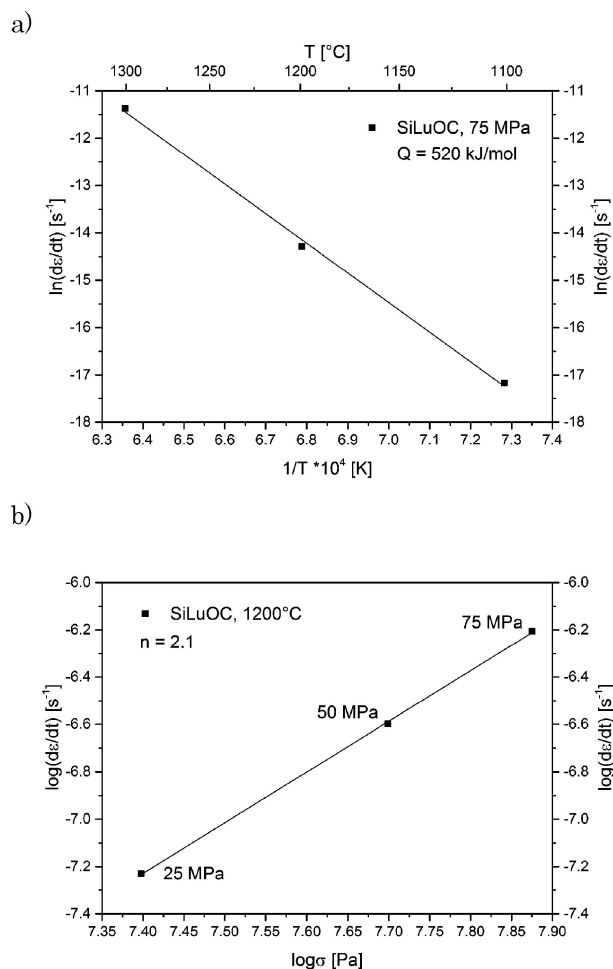 a)
T [°C]
1300 1250 1200 1150 1100
-11 -11
-12 -12
-13 -13
-14 -14
-15 -15
-16 -16
-17 -17
-18 -18
SiLuOC, 75 MPa
Q = 520 kJ/mol
ln(dε/dt) [s⁻¹]
ln(dε/dt) [s⁻¹]
6.3 6.4 6.5 6.6 6.7 6.8 6.9 7.0 7.1 7.2 7.3 7.4
1/T *10⁴ [K]
b)
-6.0 -6.0
-6.2 -6.2
-6.4 -6.4
-6.6 -6.6
-6.8 -6.8
-7.0 -7.0
-7.2 -7.2
-7.4 -7.4
SiLuOC, 1200°C
n = 2.1
75 MPa
50 MPa
25 MPa
log(dε/dt) [s⁻¹]
log(dε/dt) [s⁻¹]
7.35 7.40 7.45 7.50 7.55 7.60 7.65 7.70 7.75 7.80 7.85 7.90
logσ [Pa]